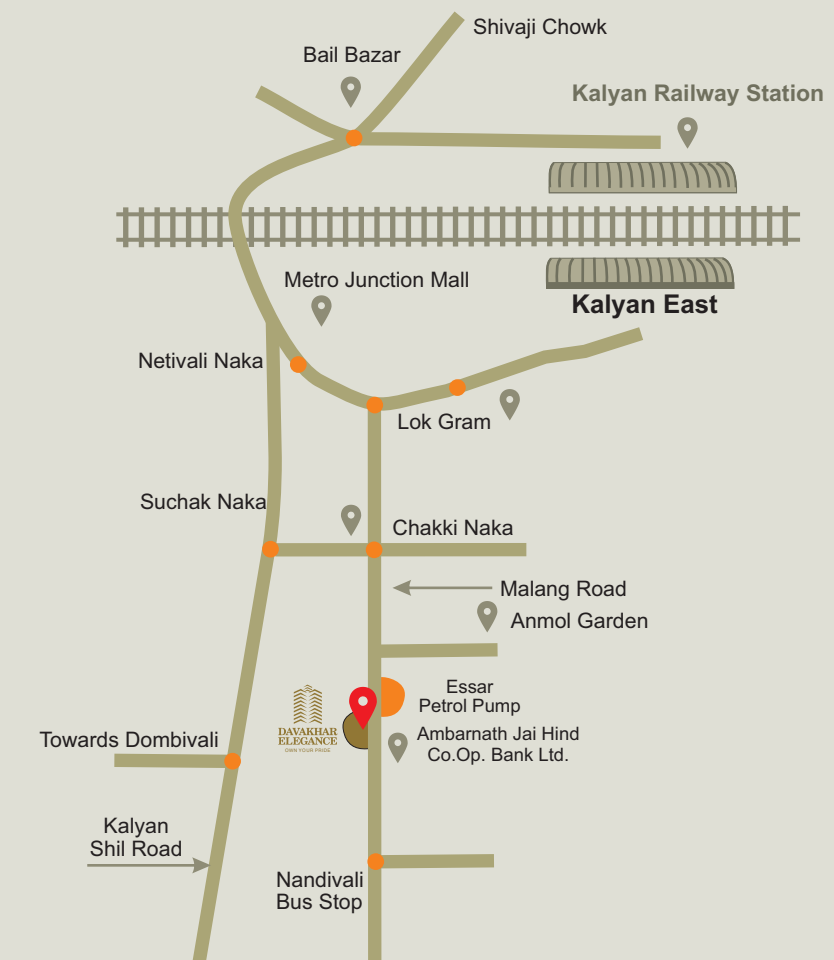 Shivaji Chowk
Bail Bazar
Kalyan Railway Station
Metro Junction Mall
Kalyan East
Netivali Naka
Lok Gram
Suchak Naka
Chakki Naka
Malang Road
Anmol Garden
Essar
Petrol Pump
DAVAKHAR
ELEGANCE
OWN YOUR PRIDE
Ambarnath Jai Hind
Co.Op. Bank Ltd.
Towards Dombivali
Kalyan
Shil Road
Nandivali
Bus Stop